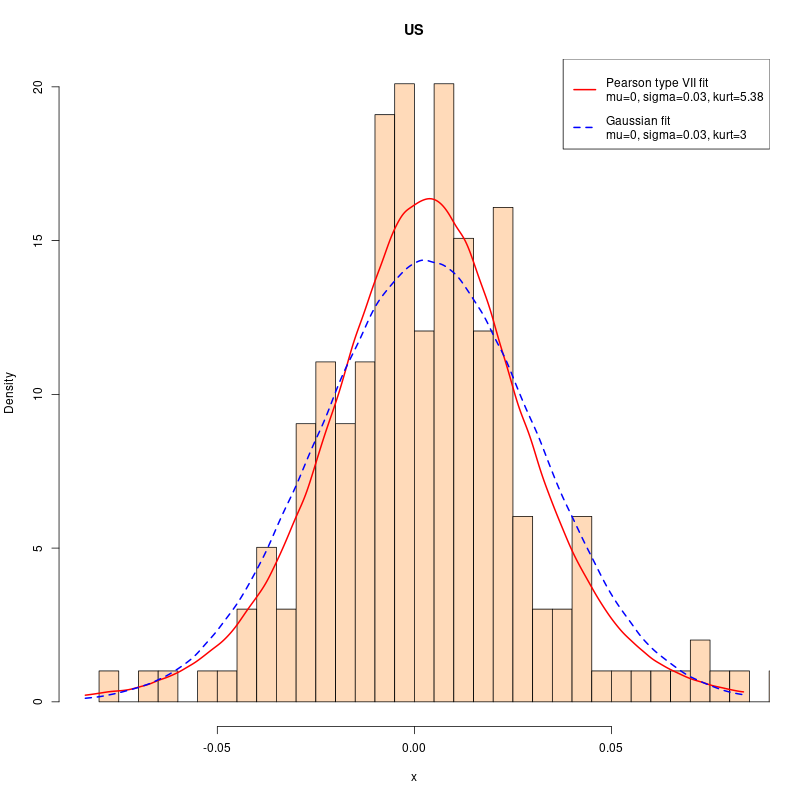 US
Pearson type VII fit
mu=0, sigma=0.03, kurt=5.38
Gaussian fit
mu=0, sigma=0.03, kurt=3
20
15
10
5
0
Density
-0.05 0.00 0.05
x